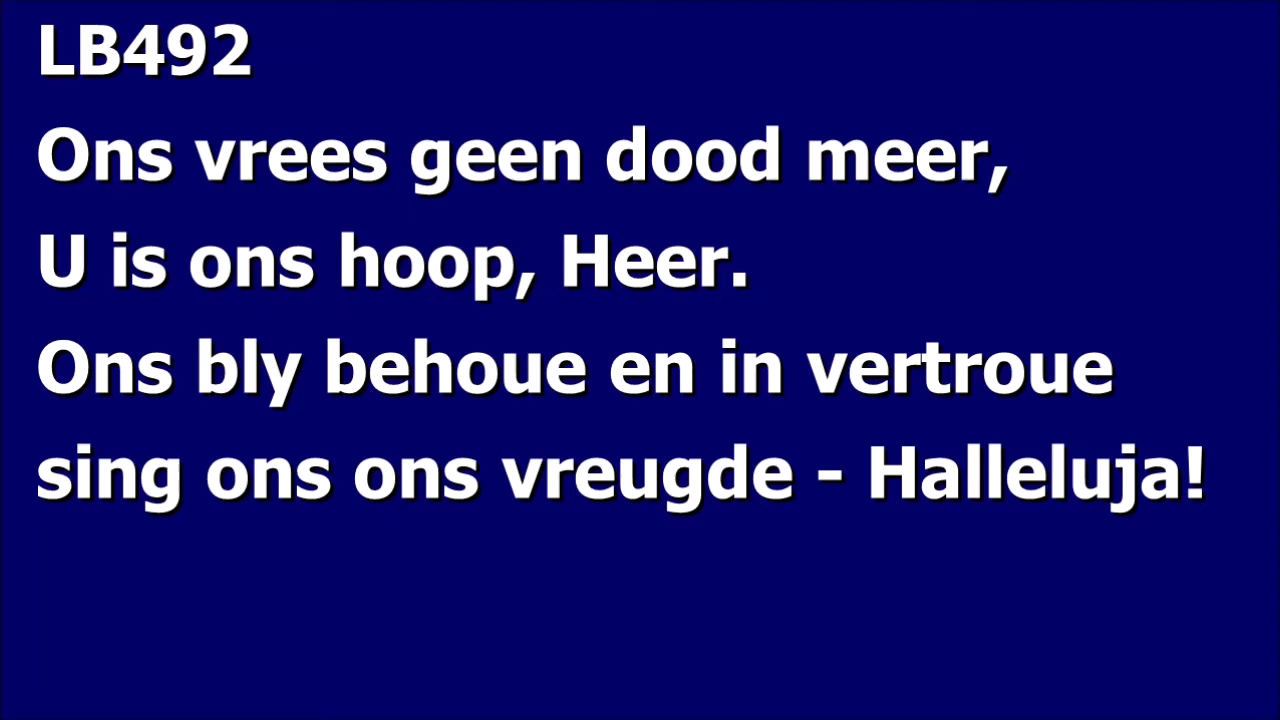 LB492
Ons vrees geen dood meer,
U is ons hoop, Heer.
Ons bly behoue en in vertroue
sing ons ons vreugde - Halleluja!